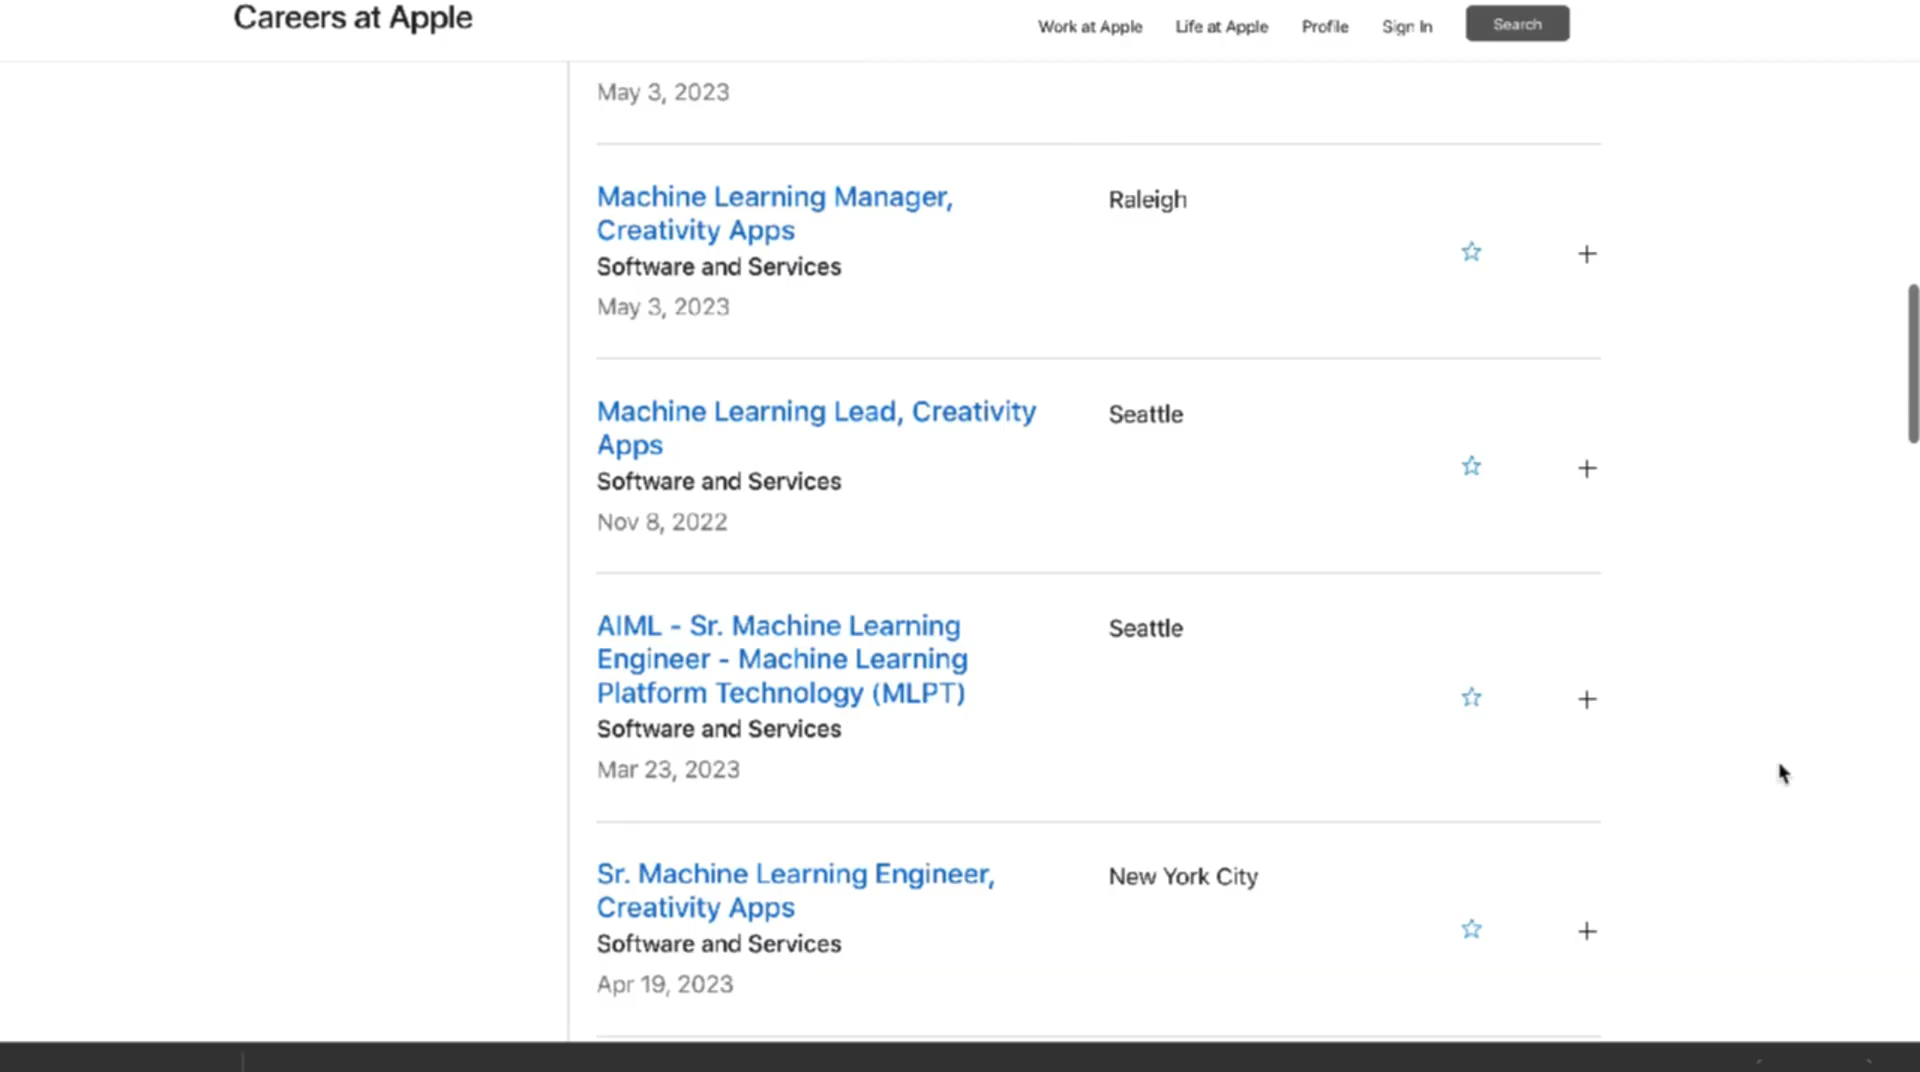 Careers at Apple
Work at Apple
Life at Apple
Profile
Sign In
Search
May 3, 2023
Machine Learning Manager,
Creativity Apps
Software and Services
May 3, 2023
Raleigh
Machine Learning Lead, Creativity
Apps
Software and Services
Nov 8, 2022
Seattle
AIML - Sr. Machine Learning
Engineer - Machine Learning
Platform Technology (MLPT)
Software and Services
Mar 23, 2023
Seattle
Sr. Machine Learning Engineer,
Creativity Apps
Software and Services
Apr 19, 2023
New York City